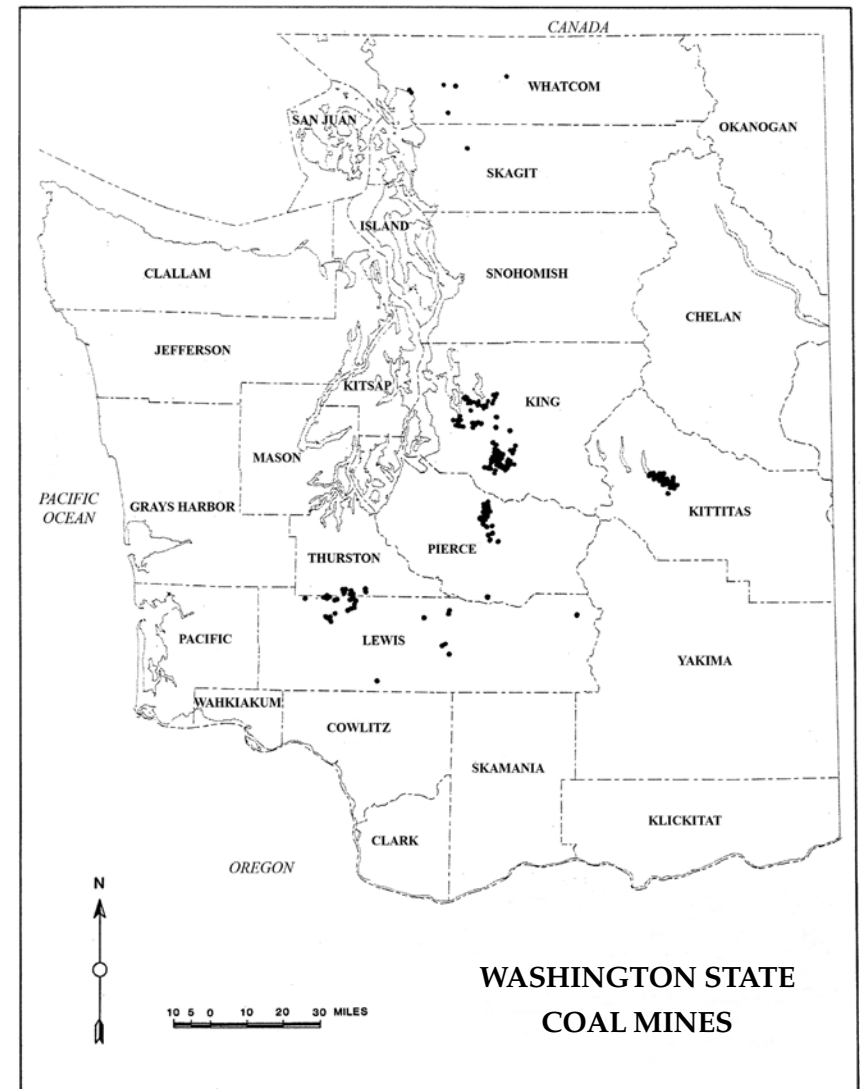 CANADA
WHATCOM
OKANOGAN
SAN JUAN
SKAGIT
ISLAND
SNOHOMISH
CLALLAM
CHELAN
JEFFERSON
KITSAP
KING
MASON
PACIFIC
OCEAN
GRAYS HARBOR
KITTITAS
PIERCE
THURSTON
PACIFIC
LEWIS
YAKIMA
WAHKIAKUM
COWLITZ
SKAMANIA
KLICKITAT
CLARK
OREGON
N
10 5 0 10 20 30 MILES
WASHINGTON STATE
COAL MINES